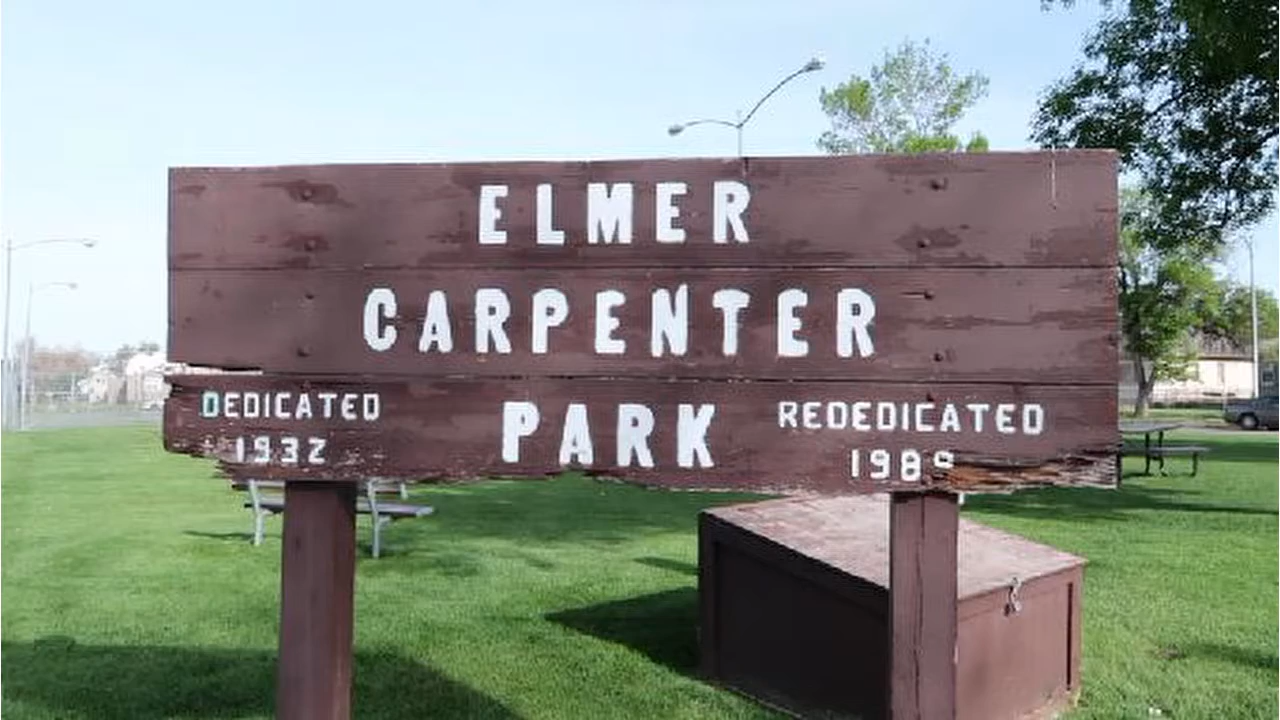 ELMER
CARPENTER
PARK
DEDICATED
1932
REDEDICATED